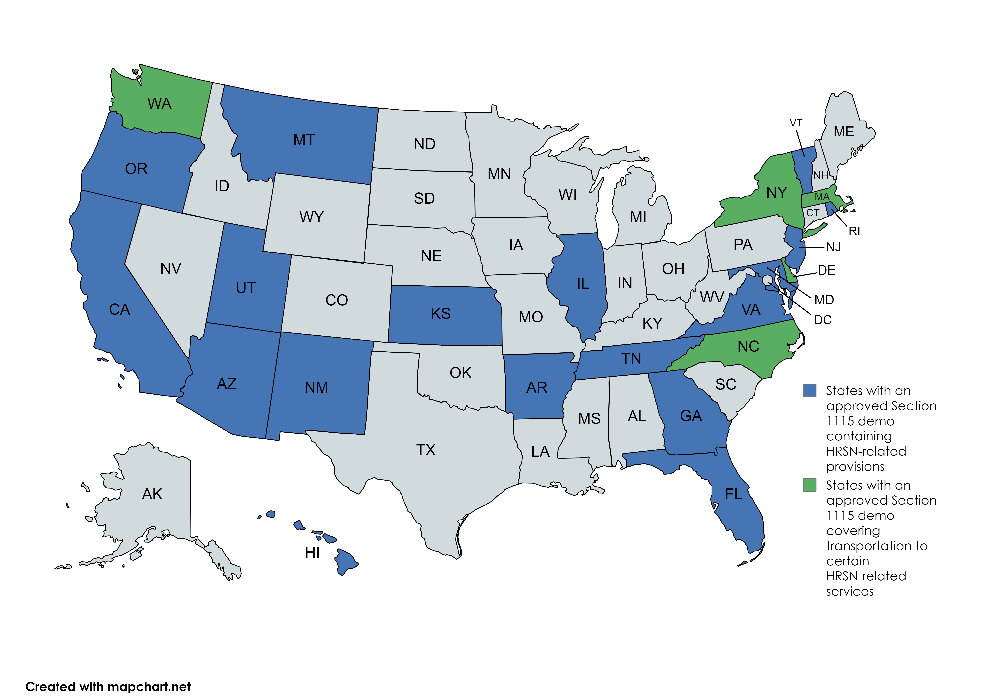 WA
MT
ND
MN
VT
ME
OR
ID
SD
WI
NH
NY
MA
WY
MI
CT
RI
IA
PA
NJ
NE
NV
OH
DE
UT
IL
IN
CO
WV
MD
CA
KS
MO
VA
DC
KY
NC
TN
OK
AZ
NM
AR
SC
MS
AL
GA
TX
LA
AK
FL
HI
States with an
approved Section
1115 demo
containing
HRSN-related
provisions
States with an
approved Section
1115 demo
covering
transportation to
certain
HRSN-related
services
Created with mapchart.net